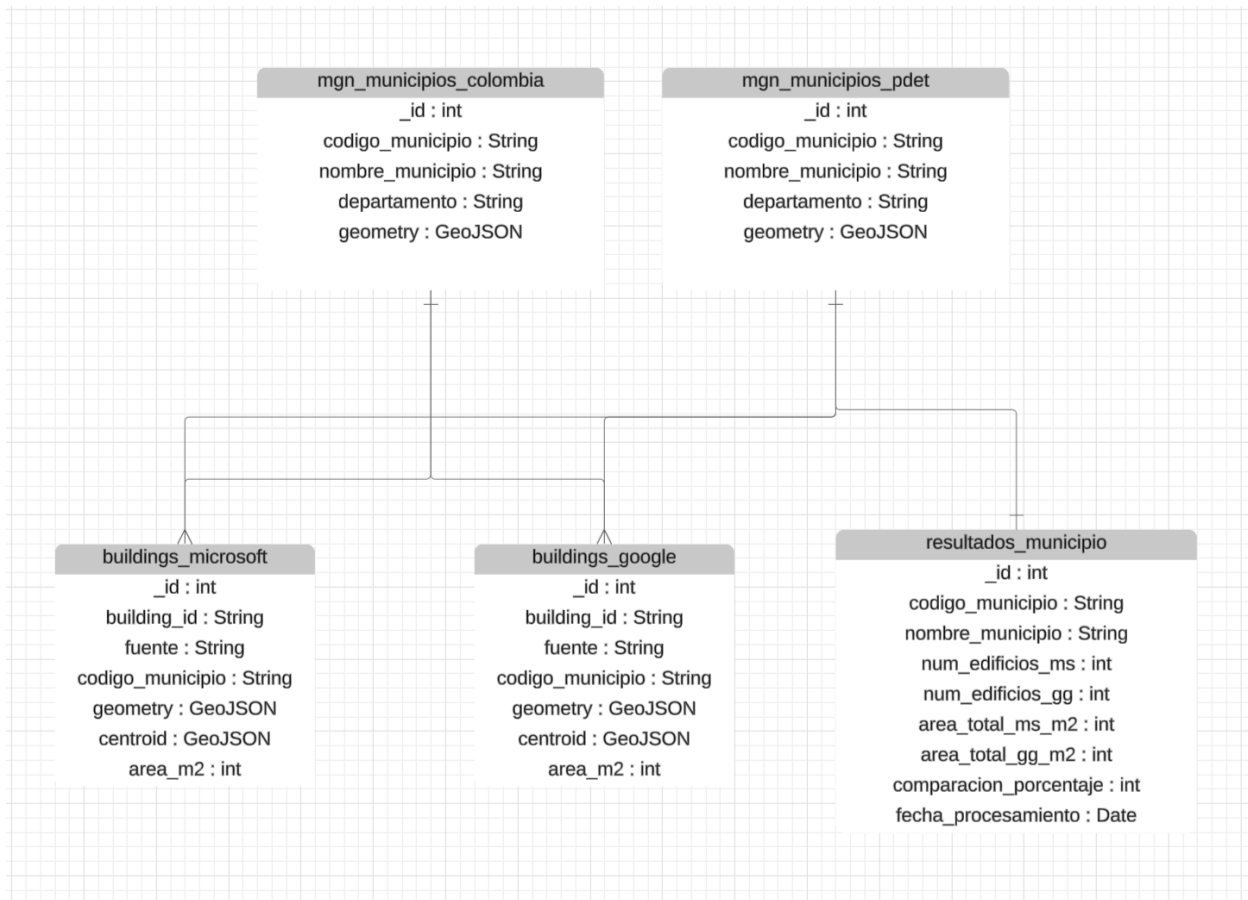 mgn_municipios_colombia
_id : int
codigo_municipio : String
nombre_municipio : String
departamento : String
geometry : GeoJSON
mgn_municipios_pdet
_id : int
codigo_municipio : String
nombre_municipio : String
departamento : String
geometry : GeoJSON
buildings_microsoft
_id : int
building_id : String
fuente : String
codigo_municipio : String
geometry : GeoJSON
centroid : GeoJSON
area_m2 : int
buildings_google
_id : int
building_id : String
fuente : String
codigo_municipio : String
geometry : GeoJSON
centroid : GeoJSON
area_m2 : int
resultados_municipio
_id : int
codigo_municipio : String
nombre_municipio : String
num_edificios_ms : int
num_edificios_gg : int
area_total_ms_m2 : int
area_total_gg_m2 : int
comparacion_porcentaje : int
fecha_procesamiento : Date